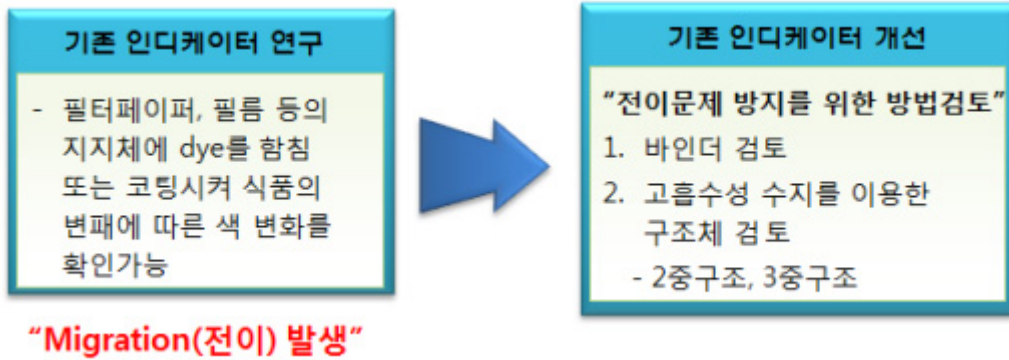 기존 인디케이터 연구
- 필터페이퍼, 필름 등의
지지체에 dye를 함침
또는 코팅시켜 식품의
변패에 따른 색 변화를
확인가능
“Migration(전이) 발생”
기존 인디케이터 개선
“전이문제 방지를 위한 방법검토”
1. 바인더 검토
2. 고흡수성 수지를 이용한
구조체 검토
- 2중구조, 3중구조